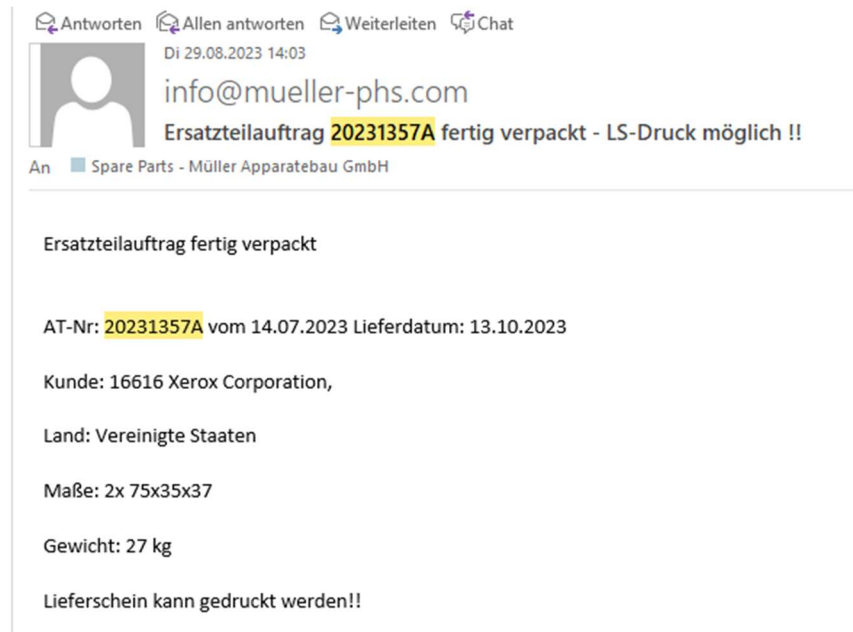 Antworten Allen antworten Weiterleiten Chat
Di 29.08.2023 14:03
info@mueller-phs.com
Ersatzteilauftrag 20231357A fertig verpackt - LS-Druck möglich !!
An Spare Parts - Müller Apparatebau GmbH
Ersatzteilauftrag fertig verpackt
AT-Nr: 20231357A vom 14.07.2023 Lieferdatum: 13.10.2023
Kunde: 16616 Xerox Corporation,
Land: Vereinigte Staaten
Maße: 2x 75x35x37
Gewicht: 27 kg
Lieferschein kann gedruckt werden!!